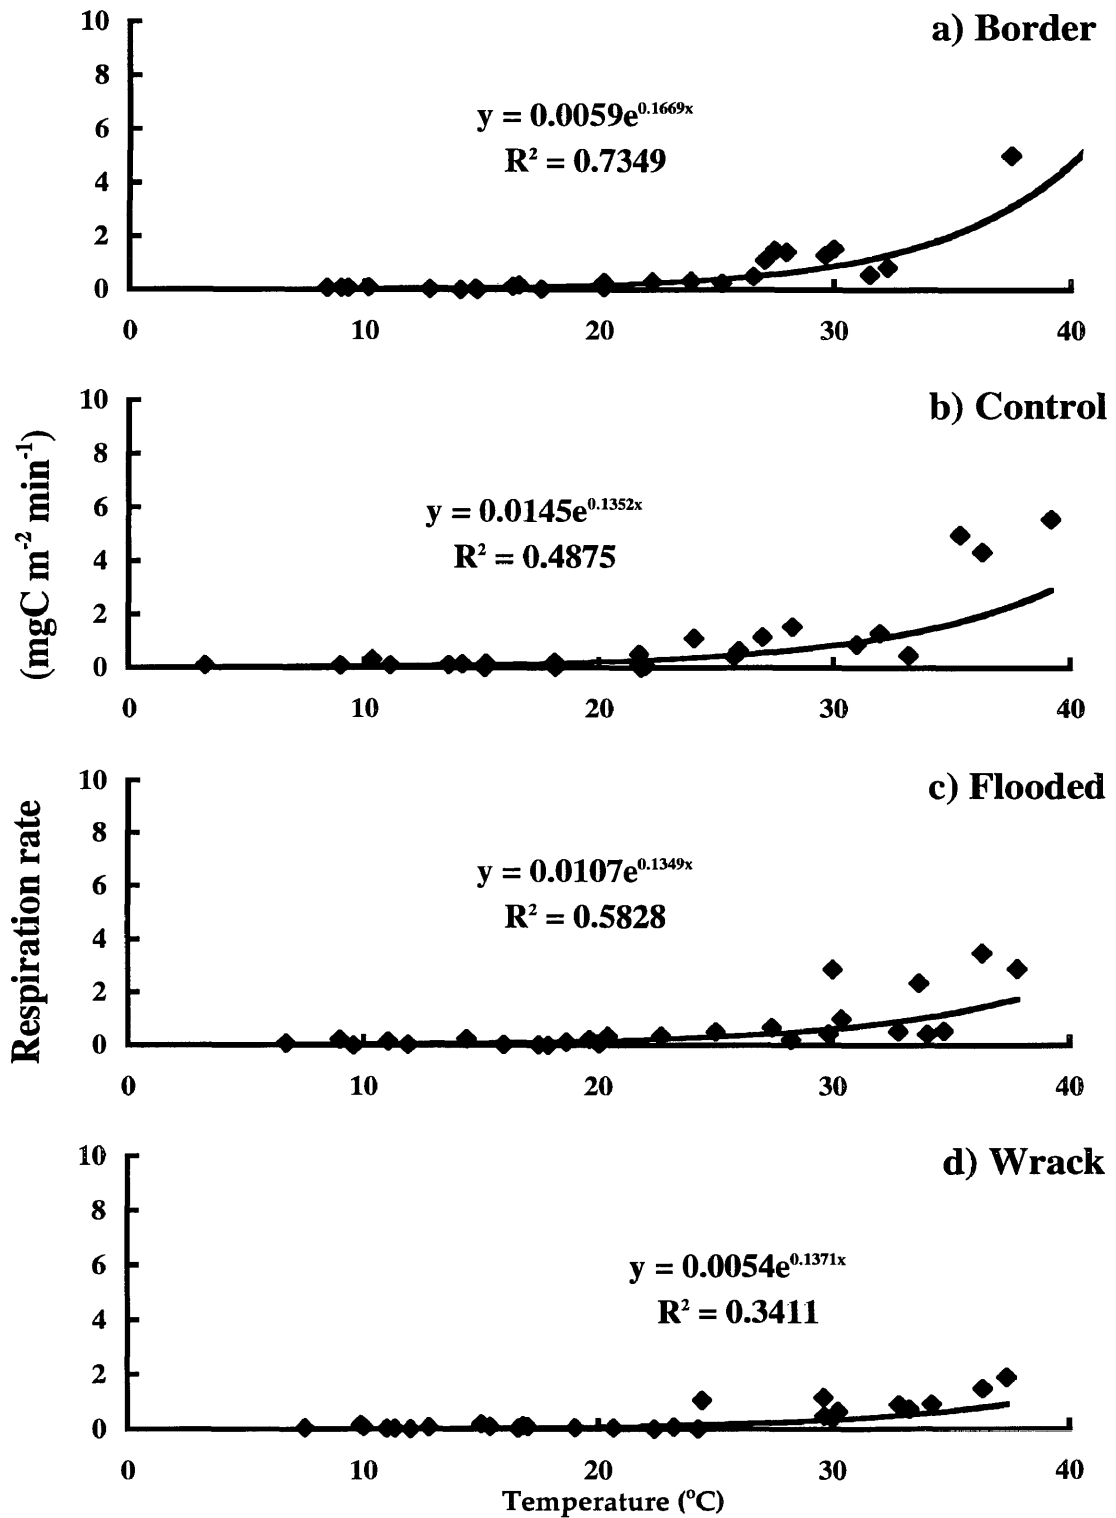 a) Border
10
8
6
4
2
0
y = 0.0059e^0.1669x
R² = 0.7349
0 10 20 30 40
b) Control
10
8
6
4
2
0
y = 0.0145e^0.1352x
R² = 0.4875
0 10 20 30 40
c) Flooded
10
8
6
4
2
0
y = 0.0107e^0.1349x
R² = 0.5828
0 10 20 30 40
d) Wrack
10
8
6
4
2
0
y = 0.0054e^0.1371x
R² = 0.3411
0 10 20 30 40
Temperature (°C)
Respiration rate
(mgC m⁻² min⁻¹)